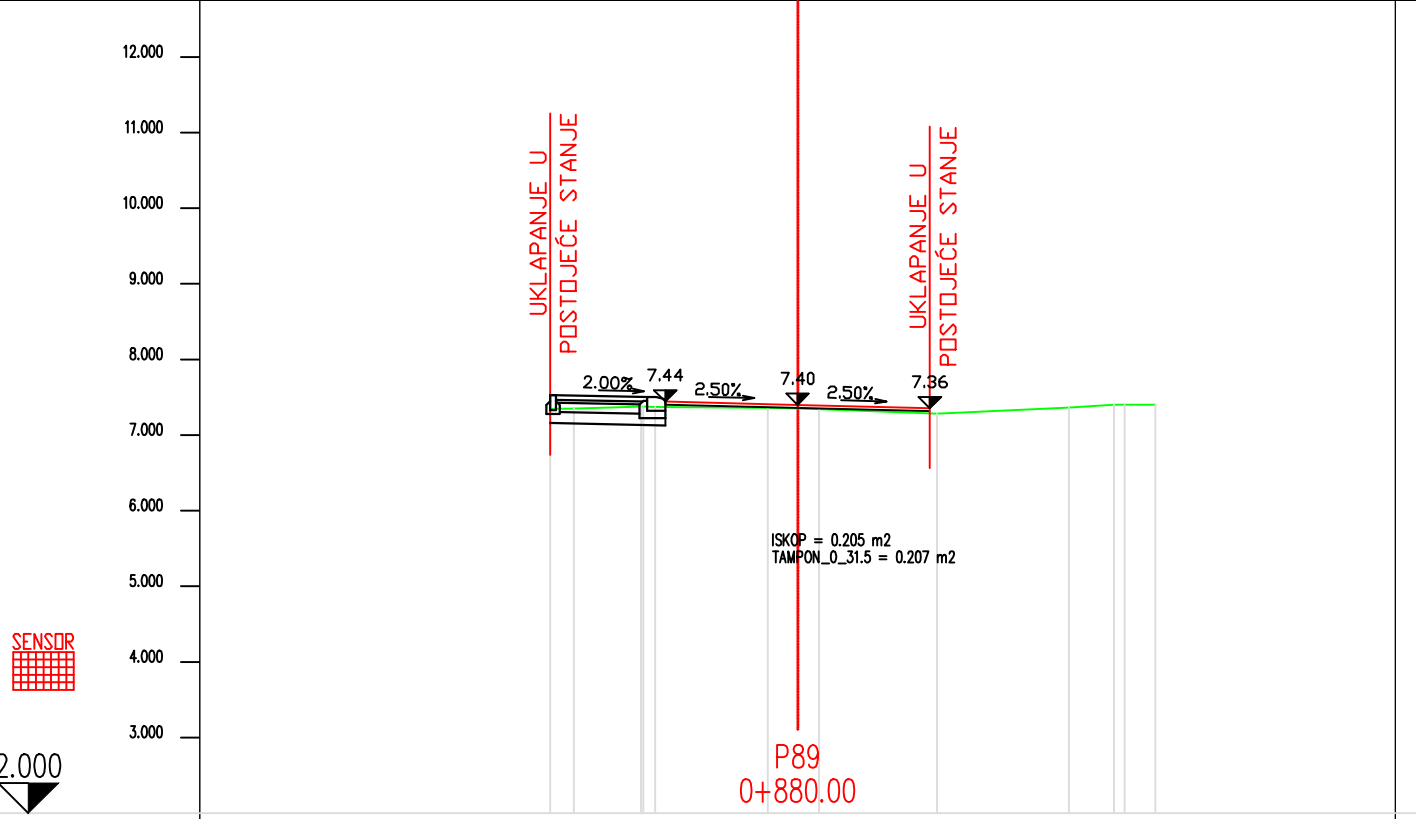 12.000
11.000
10.000
9.000
8.000
7.000
6.000
5.000
4.000
3.000
UKLAPANJE U
POSTOJEĆE STANJE
UKLAPANJE U
POSTOJEĆE STANJE
2.00%
7.44
2.50%
7.40
2.50%
7.36
ISKOP = 0.205 m2
TAMPON_0_31.5 = 0.207 m2
SENSOR
2.000
P89
0+880.00